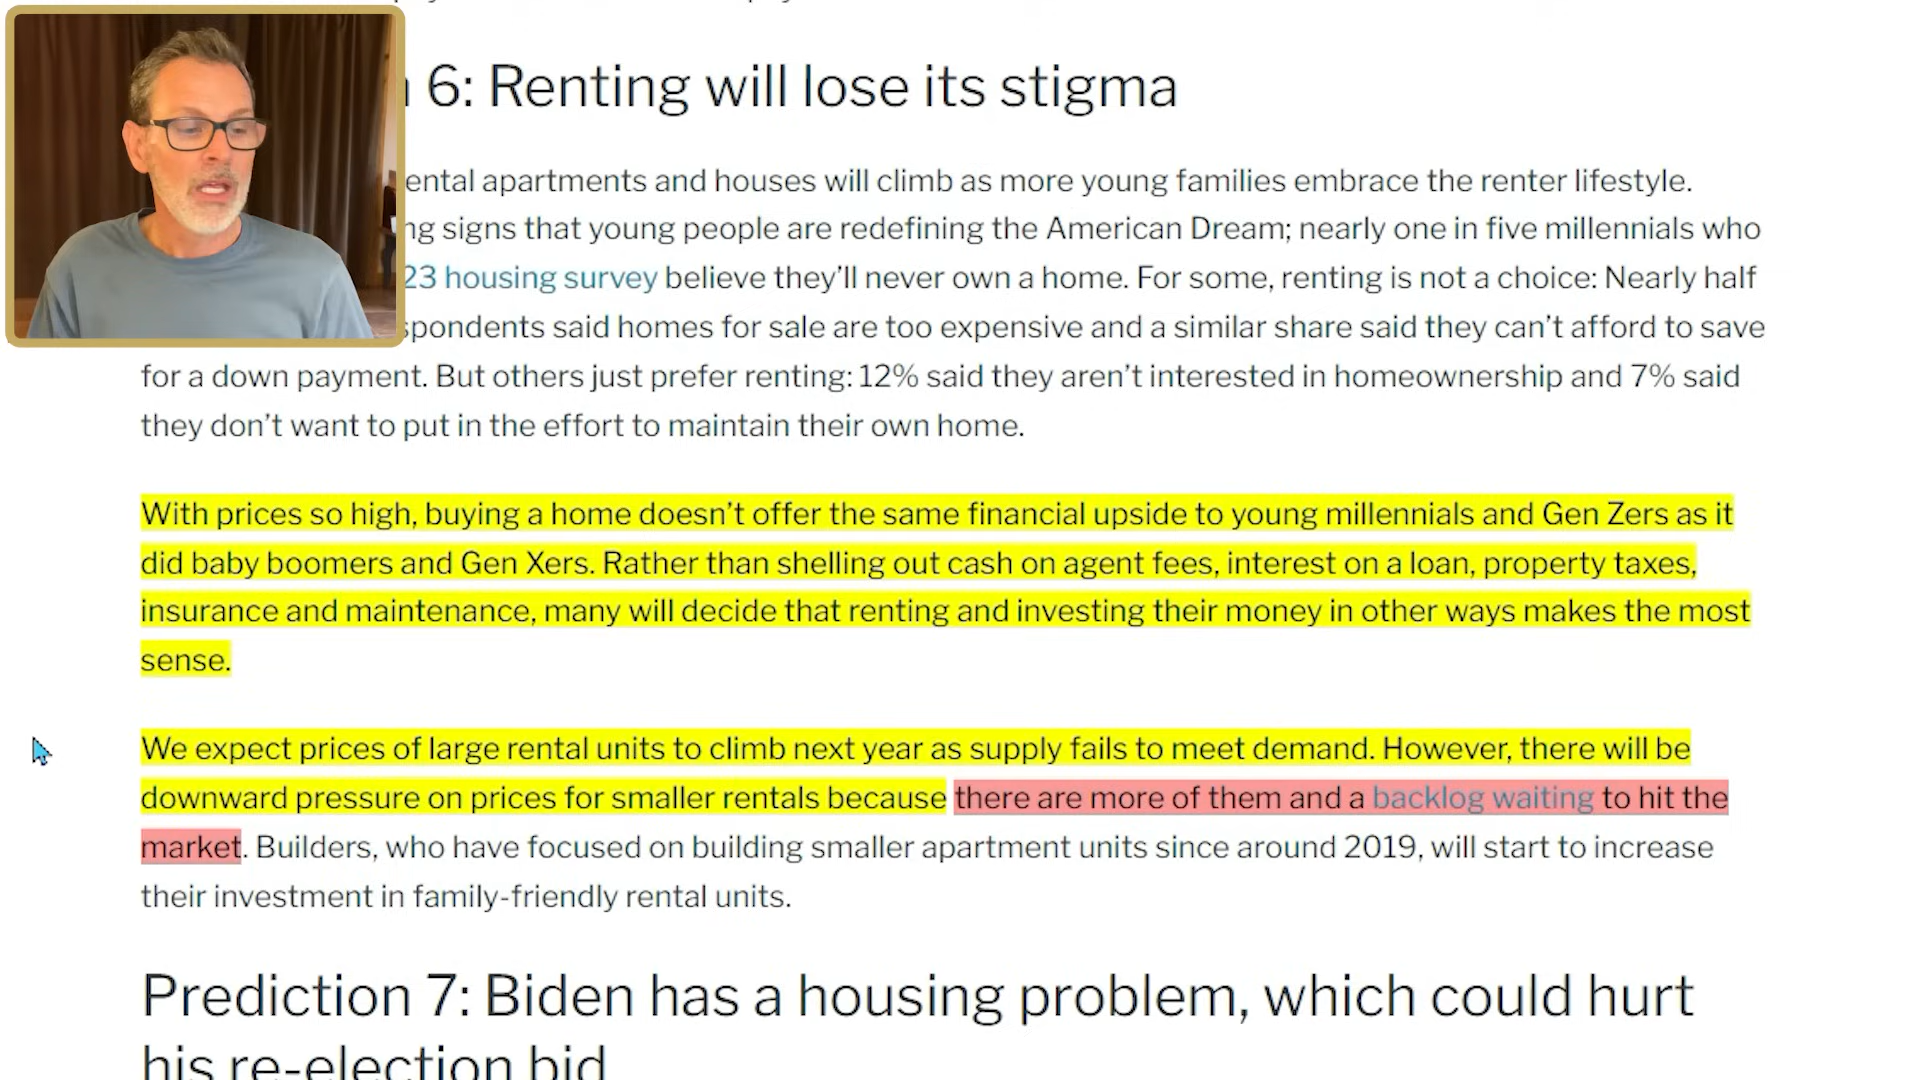 6: Renting will lose its stigma
ental apartments and houses will climb as more young families embrace the renter lifestyle.
ng signs that young people are redefining the American Dream; nearly one in five millennials who
23 housing survey believe they’ll never own a home. For some, renting is not a choice: Nearly half
spondents said homes for sale are too expensive and a similar share said they can’t afford to save
for a down payment. But others just prefer renting: 12% said they aren’t interested in homeownership and 7% said
they don’t want to put in the effort to maintain their own home.
With prices so high, buying a home doesn’t offer the same financial upside to young millennials and Gen Zers as it
did baby boomers and Gen Xers. Rather than shelling out cash on agent fees, interest on a loan, property taxes,
insurance and maintenance, many will decide that renting and investing their money in other ways makes the most
sense.
We expect prices of large rental units to climb next year as supply fails to meet demand. However, there will be
downward pressure on prices for smaller rentals because there are more of them and a backlog waiting to hit the
market. Builders, who have focused on building smaller apartment units since around 2019, will start to increase
their investment in family-friendly rental units.
Prediction 7: Biden has a housing problem, which could hurt
his re-election bid